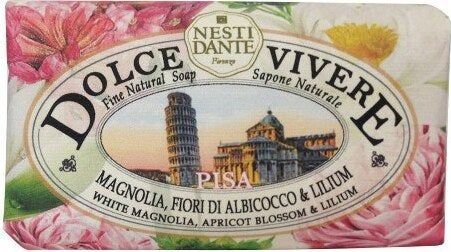 NESTI
DANTE
Firenze
DOLCE VIVERE
Fine Natural Soap
Sapone Naturale
PISA
MAGNOLIA, FIORI DI ALBICOCCO & LILIUM
WHITE MAGNOLIA, APRICOT BLOSSOM & LILIUM